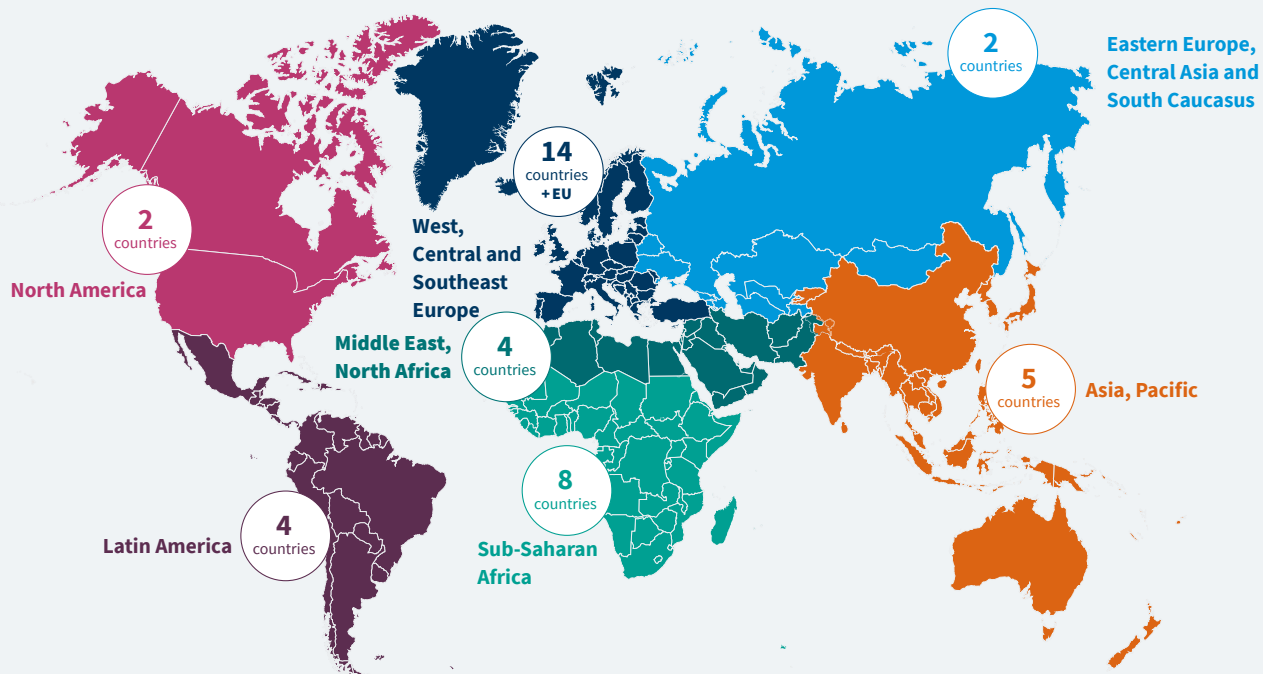 2
countries
Eastern Europe,
Central Asia and
South Caucasus
14
countries
+ EU
West,
Central and
Southeast
Europe
2
countries
North America
Middle East,
North Africa
4
countries
5
countries
Asia, Pacific
8
countries
Sub-Saharan
Africa
Latin America
4
countries